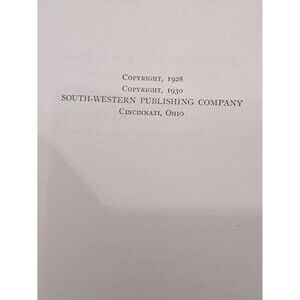 Copyright, 1928
Copyright, 1930
SOUTH-WESTERN PUBLISHING COMPANY
Cincinnati, Ohio